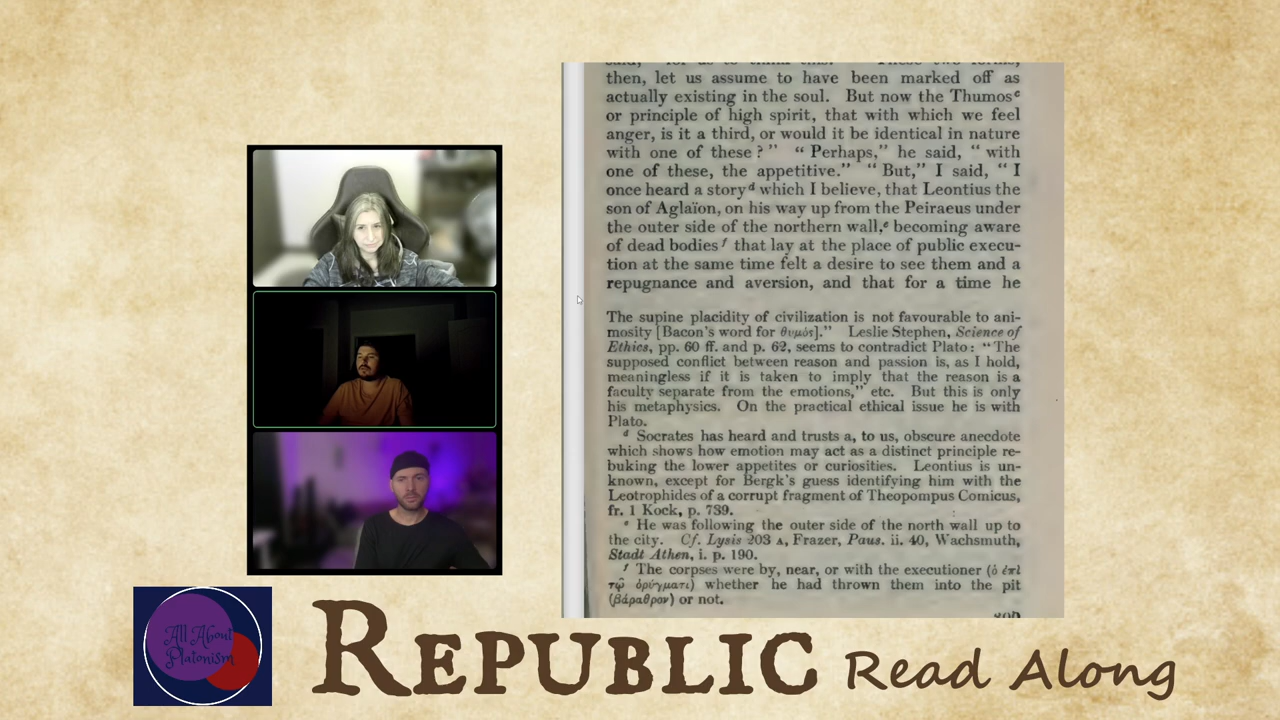 then, let us assume to have been marked off as
actually existing in the soul. But now the Thumosᶜ
or principle of high spirit, that with which we feel
anger, is it a third, or would it be identical in nature
with one of these ? ” “ Perhaps,” he said, “ with
one of these, the appetitive.” “ But,” I said, “ I
once heard a storyᵈ which I believe, that Leontius the
son of Aglaïon, on his way up from the Peiraeus under
the outer side of the northern wall,ᵉ becoming aware
of dead bodiesᶠ that lay at the place of public execu-
tion at the same time felt a desire to see them and a
repugnance and aversion, and that for a time he
The supine placidity of civilization is not favourable to ani-
mosity [Bacon’s word for θυμός].” Leslie Stephen, Science of
Ethics, pp. 60 ff. and p. 62, seems to contradict Plato: “ The
supposed conflict between reason and passion is, as I hold,
meaningless if it is taken to imply that the reason is a
faculty separate from the emotions,” etc. But this is only
his metaphysics. On the practical ethical issue he is with
Plato.
ᵈ Socrates has heard and trusts a, to us, obscure anecdote
which shows how emotion may act as a distinct principle re-
buking the lower appetites or curiosities. Leontius is un-
known, except for Bergk’s guess identifying him with the
Leotrophides of a corrupt fragment of Theopompus Comicus,
fr. 1 Kock, p. 739.
ᵉ He was following the outer side of the north wall up to
the city. Cf. Lysis 203 A, Frazer, Paus. ii. 40, Wachsmuth,
Stadt Athen, i. p. 190.
ᶠ The corpses were by, near, or with the executioner (ὁ ἐπὶ
τῷ ὀρύγματι) whether he had thrown them into the pit
(βάραθρον) or not.
All About
Platonism
REPUBLIC Read Along